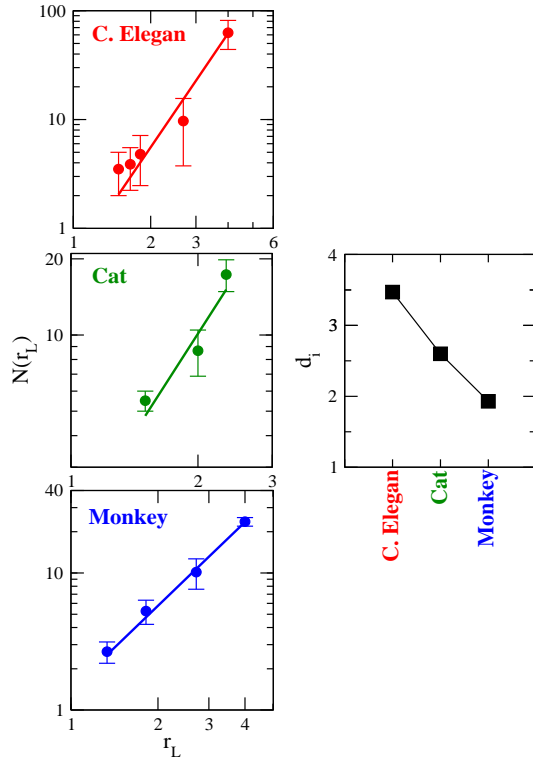 100
C. Elegan
10
1
1 2 3 6
20
Cat
10
N(r_L)
1 2 3
4
3
d_i
2
1
C. Elegan
Cat
Monkey
40
Monkey
10
1
1 2 3 4
r_L